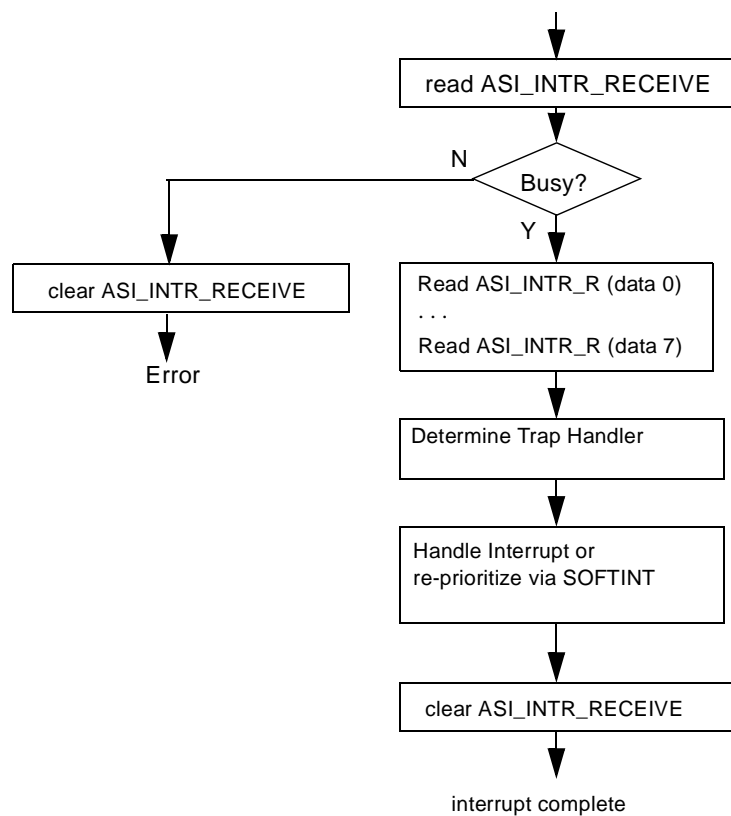 read ASI_INTR_RECEIVE
N
Busy?
Y
clear ASI_INTR_RECEIVE
Error
Read ASI_INTR_R (data 0)
. . .
Read ASI_INTR_R (data 7)
Determine Trap Handler
Handle Interrupt or
re-prioritize via SOFTINT
clear ASI_INTR_RECEIVE
interrupt complete